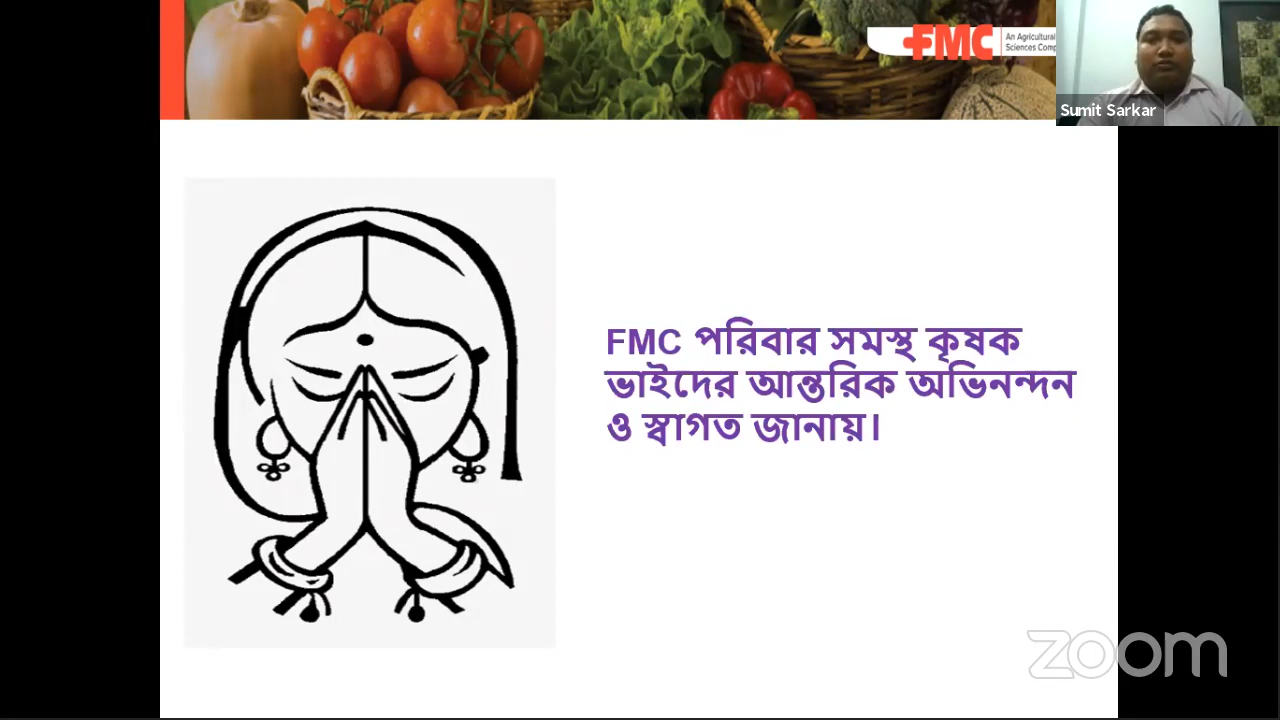 FMC
An Agricultural
Sciences Comp
Sumit Sarkar
FMC পরিবার সমস্থ কৃষক
ভাইদের আন্তরিক অভিনন্দন
ও স্বাগত জানায়।
zoom